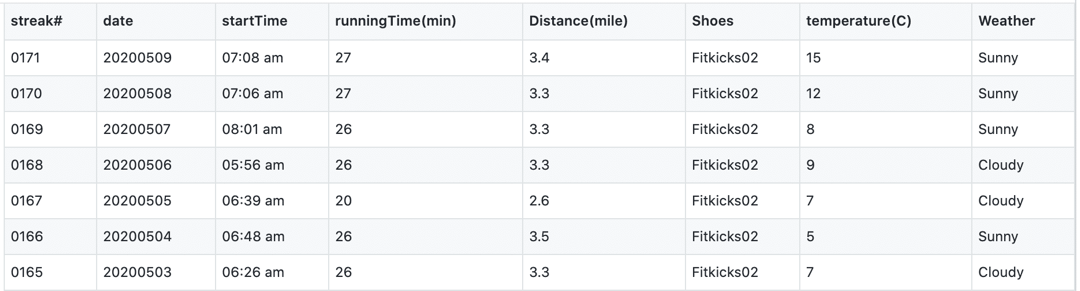 streak# date startTime runningTime(min) Distance(mile) Shoes temperature(C) Weather
0171 20200509 07:08 am 27 3.4 Fitkicks02 15 Sunny
0170 20200508 07:06 am 27 3.3 Fitkicks02 12 Sunny
0169 20200507 08:01 am 26 3.3 Fitkicks02 8 Sunny
0168 20200506 05:56 am 26 3.3 Fitkicks02 9 Cloudy
0167 20200505 06:39 am 20 2.6 Fitkicks02 7 Cloudy
0166 20200504 06:48 am 26 3.5 Fitkicks02 5 Sunny
0165 20200503 06:26 am 26 3.3 Fitkicks02 7 Cloudy